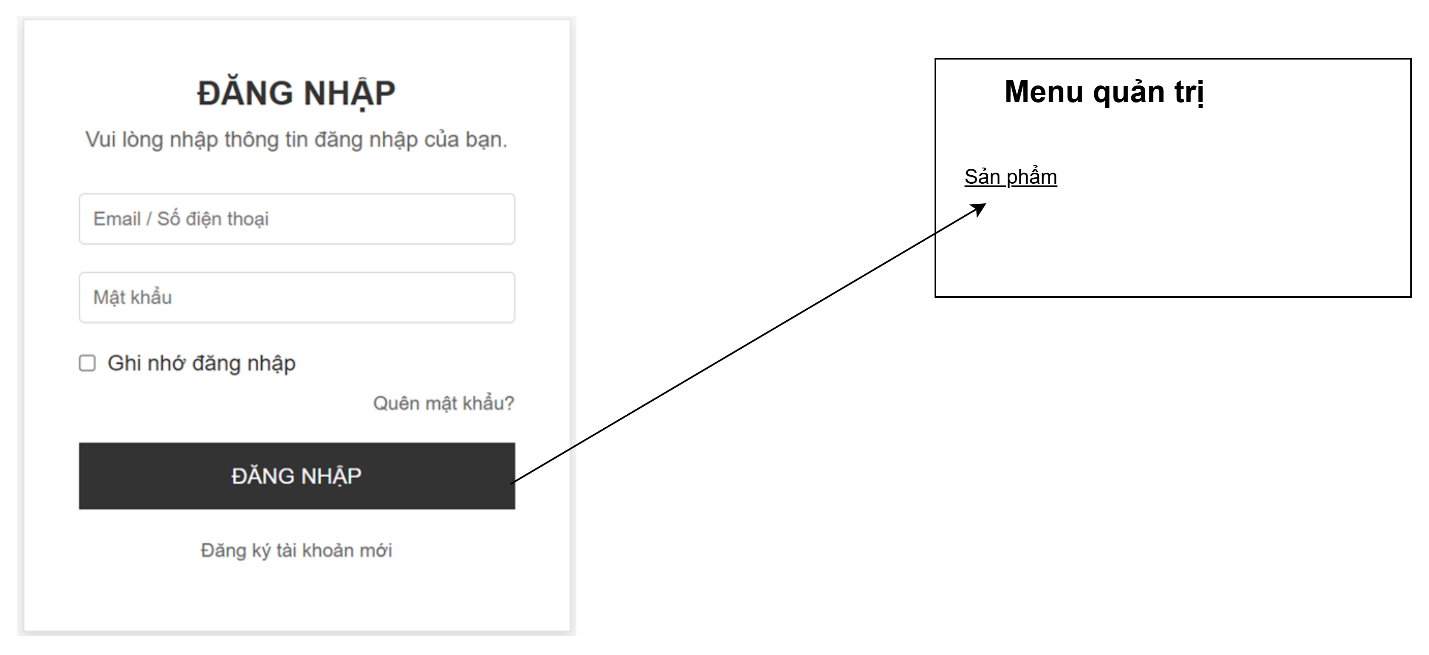 ĐĂNG NHẬP
Vui lòng nhập thông tin đăng nhập của bạn.
Email / Số điện thoại
Mật khẩu
Ghi nhớ đăng nhập
Quên mật khẩu?
ĐĂNG NHẬP
Đăng ký tài khoản mới
Menu quản trị
Sản phẩm